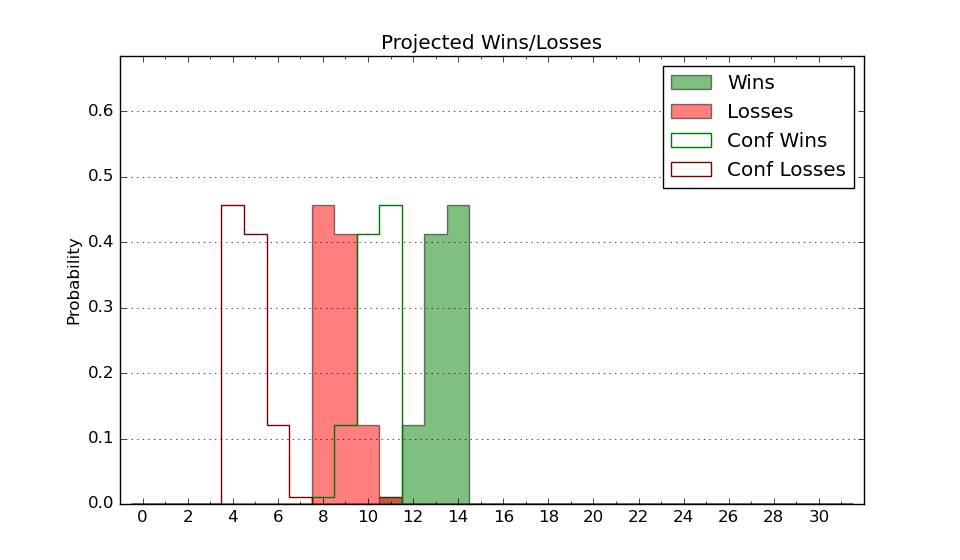 Projected Wins/Losses
Wins
Losses
Conf Wins
Conf Losses
Probability
0.6
0.5
0.4
0.3
0.2
0.1
0.0
0 2 4 6 8 10 12 14 16 18 20 22 24 26 28 30